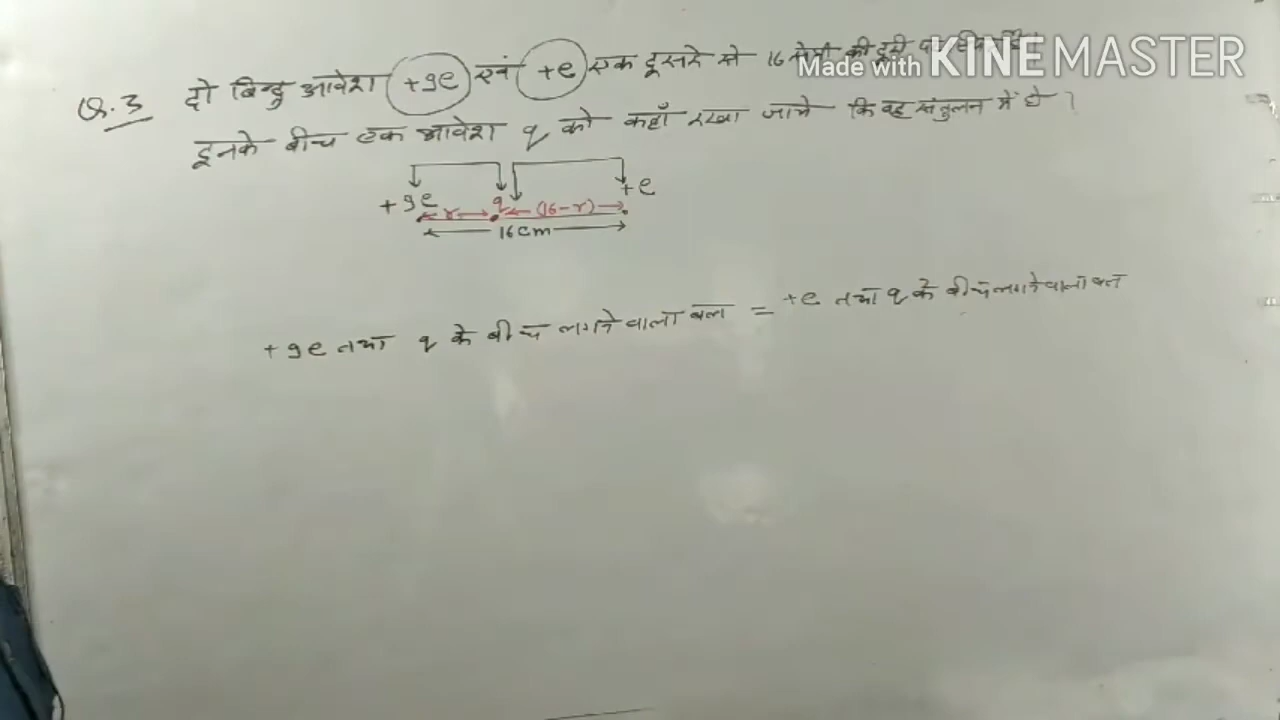 Made with KINEMASTER
Q.3 दो बिन्दु आवेश +9e एवं +e एक दूसरे से 16 सेमी की दूरी
इनके बीच एक आवेश q को कहाँ रखा जाये कि वह संतुलन में हो ।
+9e q +e
r (16-r)
16cm
+9e तथा q के बीच लगने वाला बल = +e तथा q के बीच लगने वाला बल